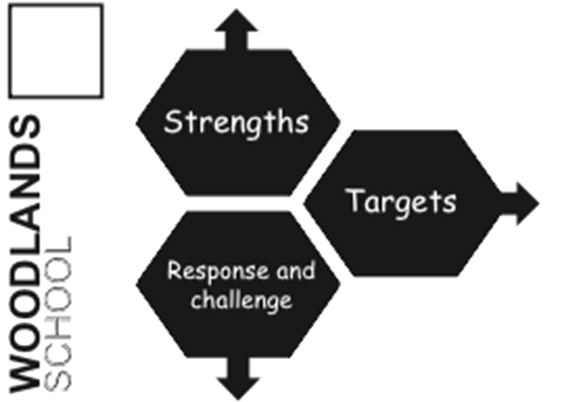 WOODLANDS
SCHOOL
Strengths
Targets
Response and
challenge